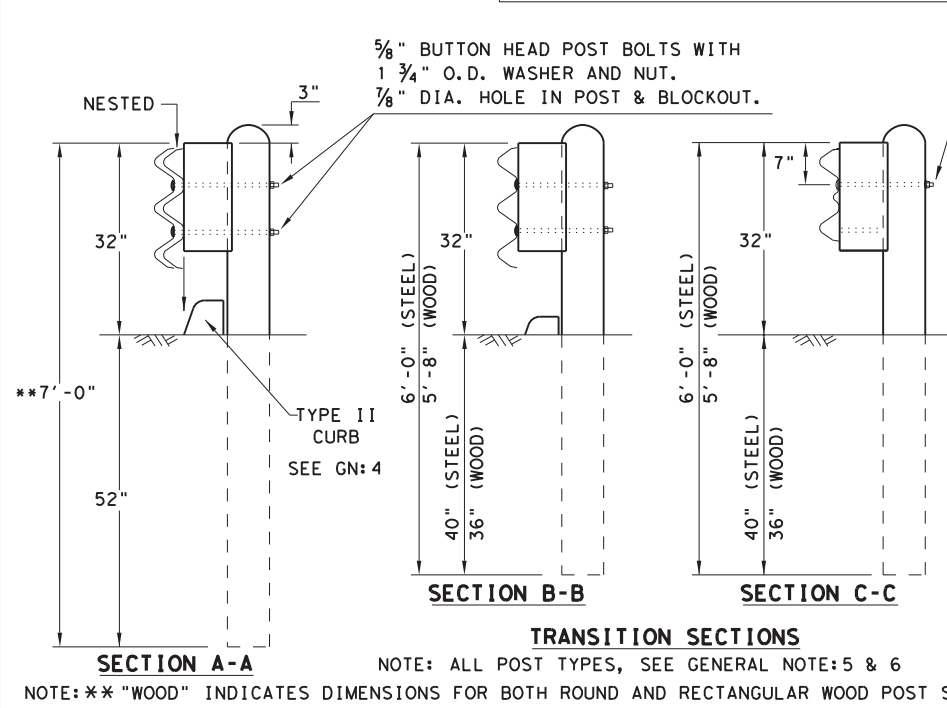 ⅝" BUTTON HEAD POST BOLTS WITH
1 ¾" O.D. WASHER AND NUT.
⅞" DIA. HOLE IN POST & BLOCKOUT.
NESTED
3"
32"
**7'-0"
52"
TYPE II
CURB
SEE GN:4
SECTION A-A
32"
6'-0" (STEEL)
5'-8" (WOOD)
40" (STEEL)
36" (WOOD)
SECTION B-B
7"
32"
6'-0" (STEEL)
5'-8" (WOOD)
40" (STEEL)
36" (WOOD)
SECTION C-C
TRANSITION SECTIONS
NOTE: ALL POST TYPES, SEE GENERAL NOTE:5 & 6
NOTE:** "WOOD" INDICATES DIMENSIONS FOR BOTH ROUND AND RECTANGULAR WOOD POST